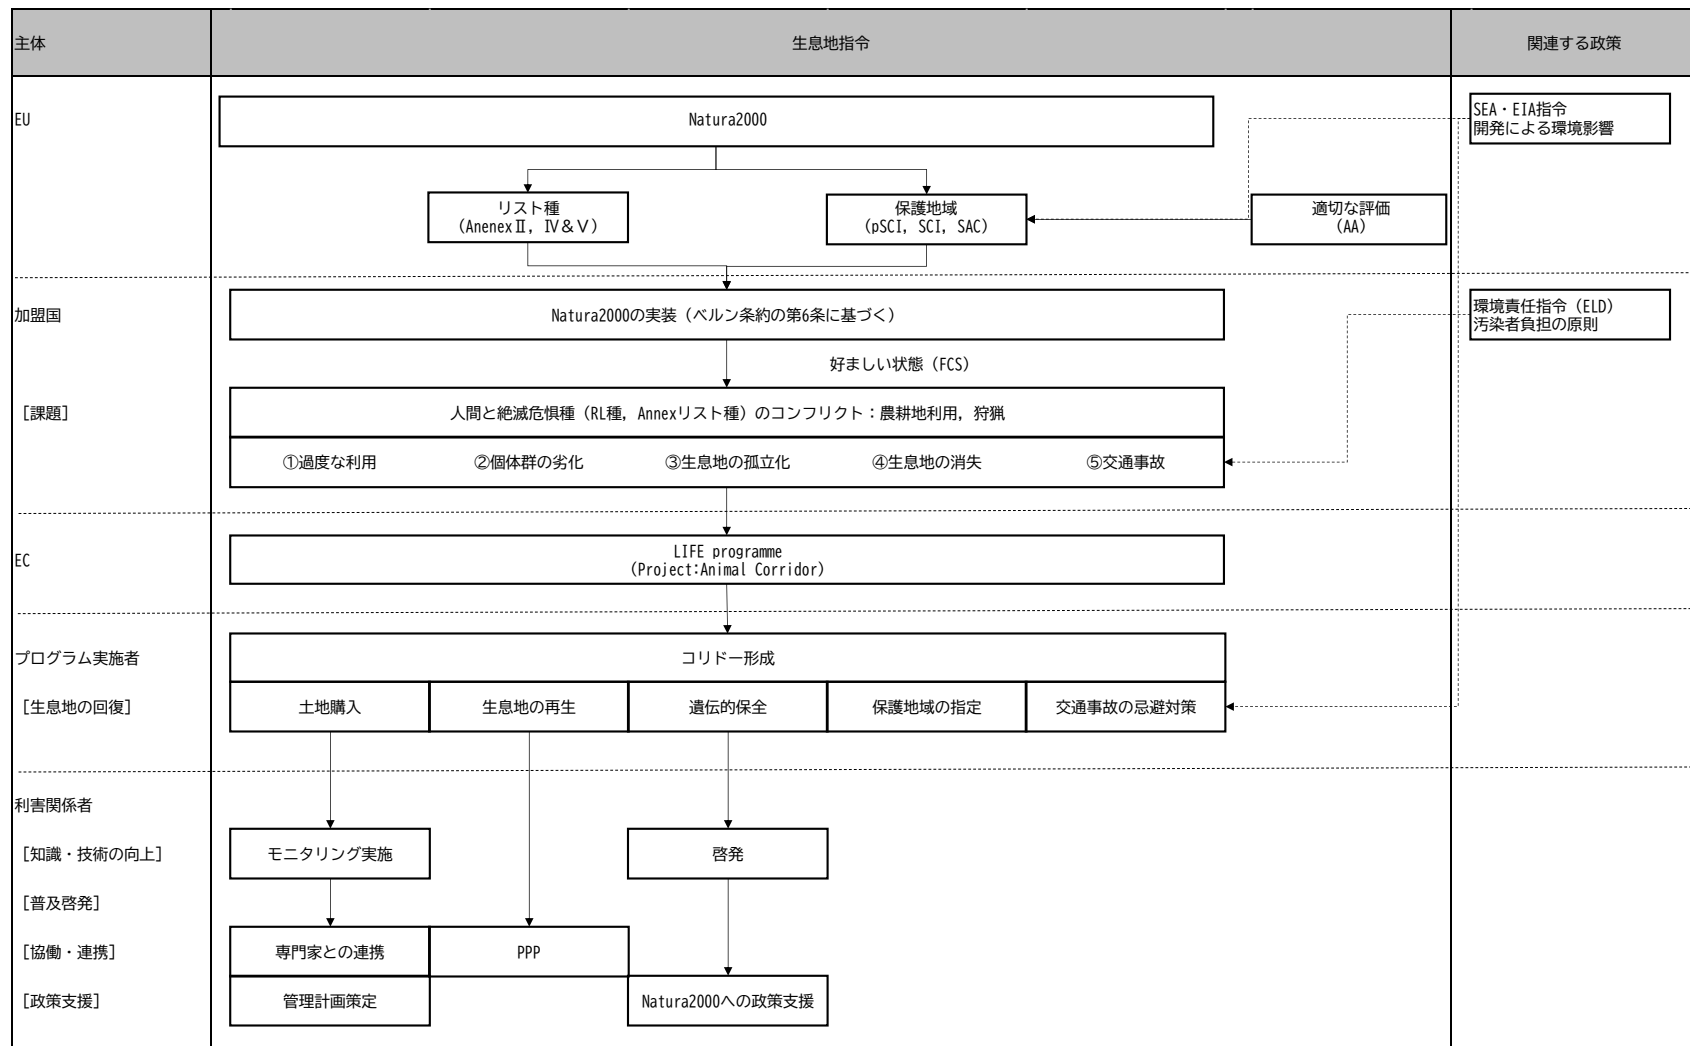 主体
生息地指令
関連する政策
EU
Natura2000
SEA・EIA指令
開発による環境影響
リスト種
(AnenexⅡ, Ⅳ&Ⅴ)
保護地域
(pSCI, SCI, SAC)
適切な評価
(AA)
加盟国
Natura2000の実装（ベルン条約の第6条に基づく）
環境責任指令（ELD）
汚染者負担の原則
好ましい状態（FCS）
[課題]
人間と絶滅危惧種（RL種, Annexリスト種）のコンフリクト：農耕地利用, 狩猟
①過度な利用
②個体群の劣化
③生息地の孤立化
④生息地の消失
⑤交通事故
EC
LIFE programme
(Project:Animal Corridor)
プログラム実施者
コリドー形成
[生息地の回復]
土地購入
生息地の再生
遺伝的保全
保護地域の指定
交通事故の忌避対策
利害関係者
[知識・技術の向上]
モニタリング実施
啓発
[普及啓発]
[協働・連携]
専門家との連携
PPP
[政策支援]
管理計画策定
Natura2000への政策支援